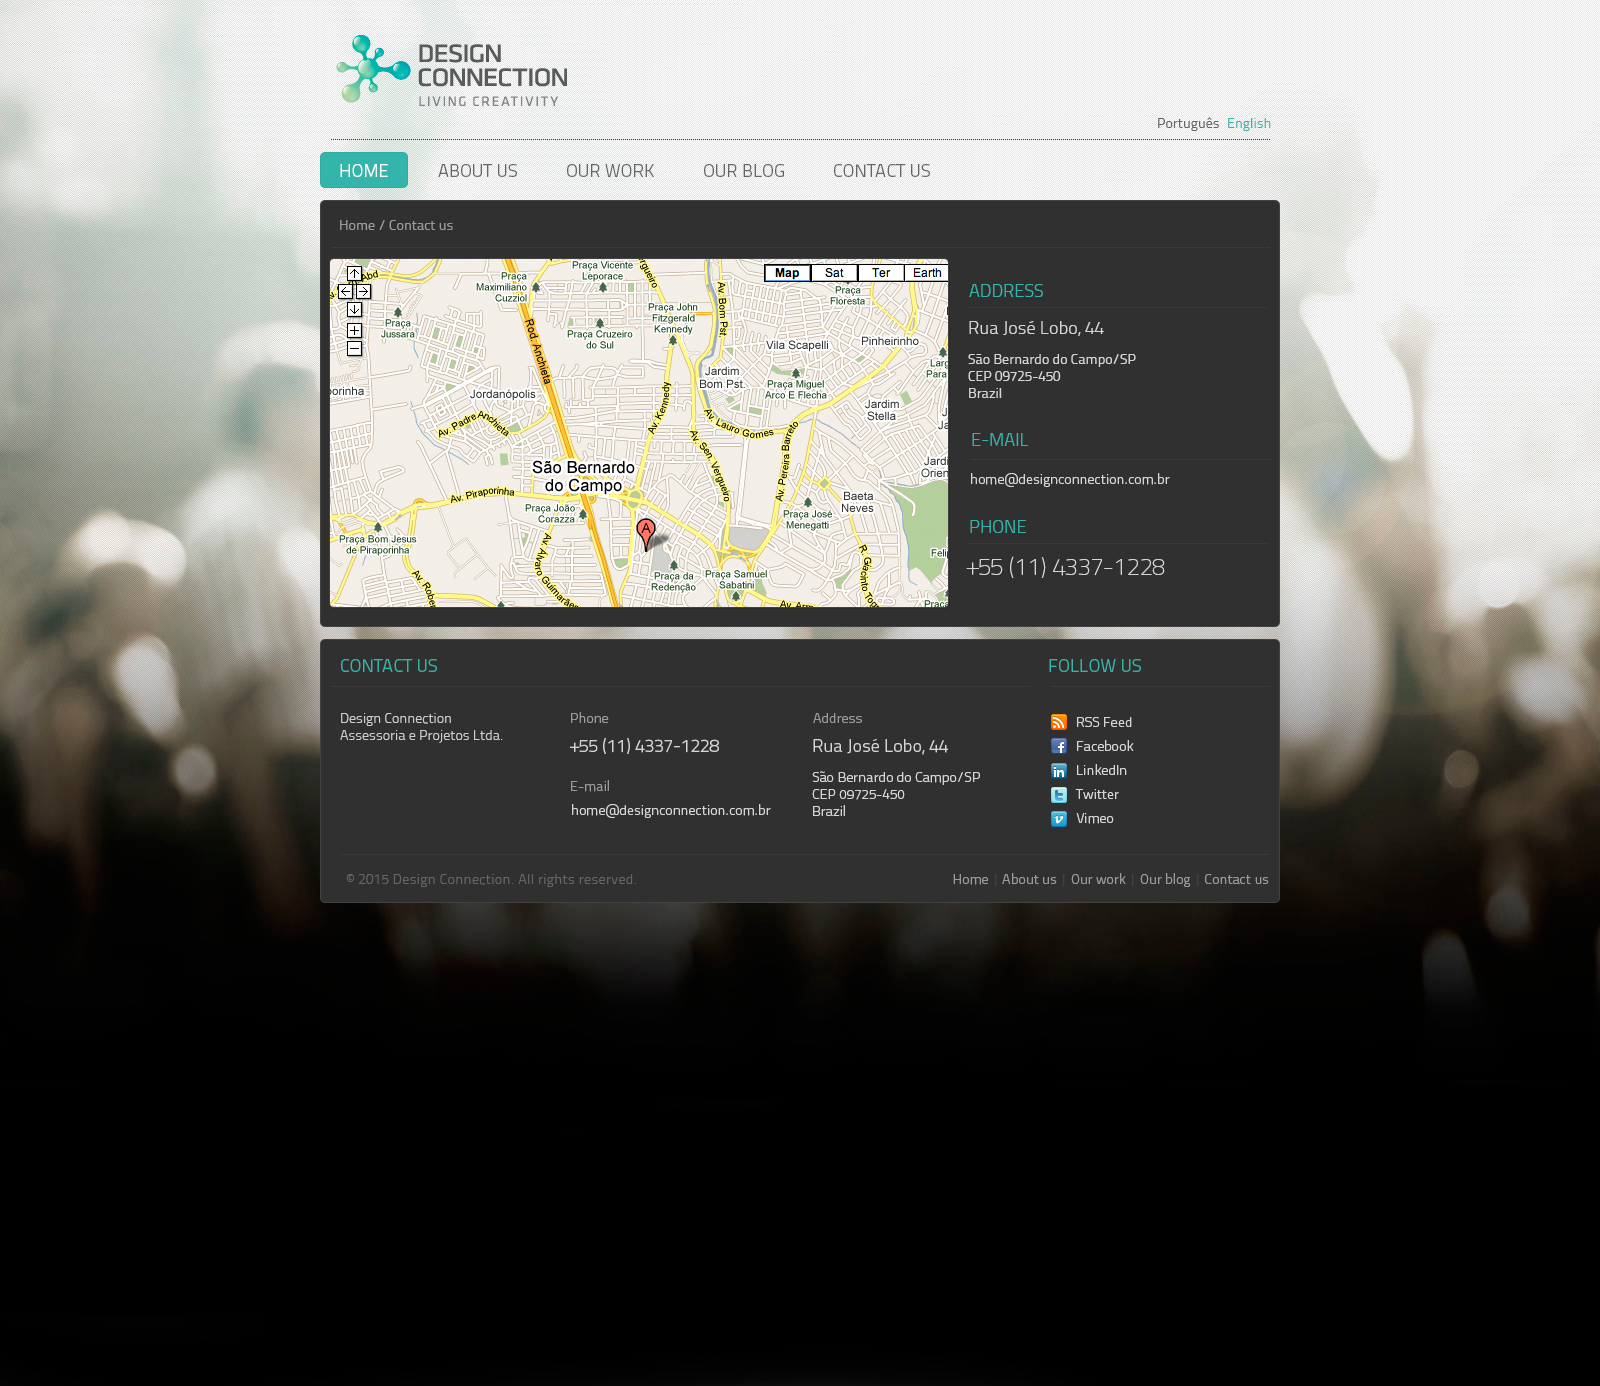 DESIGN
CONNECTION
LIVING CREATIVITY
Português English
HOME ABOUT US OUR WORK OUR BLOG CONTACT US
Home / Contact us
Map Sat Ter Earth
Abd
Praça Vicente
Leporace
Praça
Maximiliano
Cuzziol
Praça
Floresta
Praça
Jussara
Rod. Anchieta
Praça John
Fitzgerald
Kennedy
Av. Bom Pst.
Praça Cruzeiro
do Sul
Vila Scapelli
Pinheirinho
Jardim
Bom Pst.
Praça Miguel
Arco E Flecha
Jordanópolis
Av. Kennedy
Jardim
Stella
Av. Padre Anchieta
Av. Lauro Gomes
Av. Sen. Vergueiro
Av. Pereira Barreto
São Bernardo
do Campo
Av. Piraporinha
Praça João
Corazza
Baeta
Neves
Praça José
Menegatti
Praça Bom Jesus
de Piraporinha
A
Av. Álvaro Guimarães
Praça da
Redenção
Praça Samuel
Sabatini
ADDRESS
Rua José Lobo, 44
São Bernardo do Campo/SP
CEP 09725-450
Brazil
E-MAIL
home@designconnection.com.br
PHONE
+55 (11) 4337-1228
CONTACT US
Design Connection
Assessoria e Projetos Ltda.
Phone
+55 (11) 4337-1228
E-mail
home@designconnection.com.br
Address
Rua José Lobo, 44
São Bernardo do Campo/SP
CEP 09725-450
Brazil
FOLLOW US
RSS Feed
Facebook
LinkedIn
Twitter
Vimeo
© 2015 Design Connection. All rights reserved.
Home | About us | Our work | Our blog | Contact us